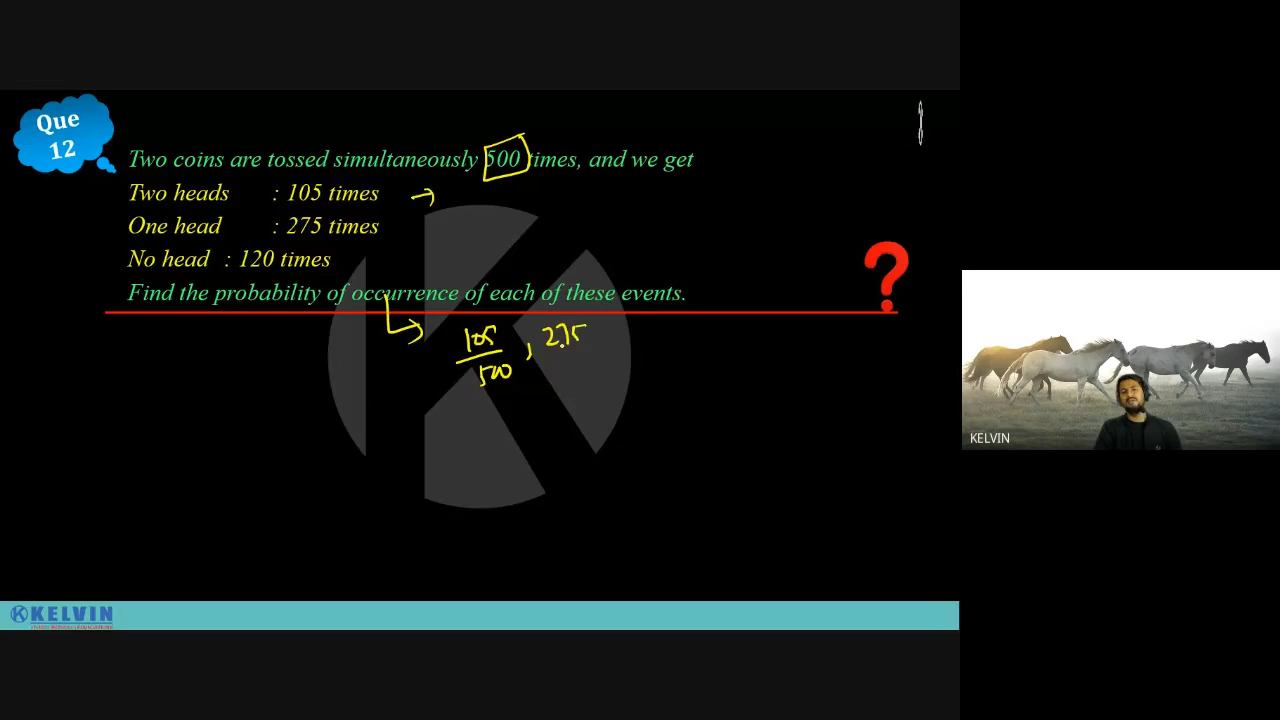 Que
12
Two coins are tossed simultaneously 500 times, and we get
Two heads : 105 times
One head : 275 times
No head : 120 times
Find the probability of occurrence of each of these events.
?
105
500
, 275
KELVIN
KELVIN